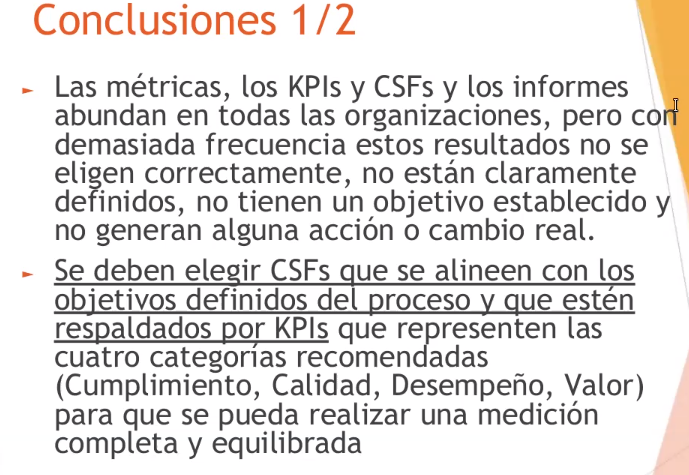 Conclusiones 1/2
► Las métricas, los KPIs y CSFs y los informes
abundan en todas las organizaciones, pero con
demasiada frecuencia estos resultados no se
eligen correctamente, no están claramente
definidos, no tienen un objetivo establecido y
no generan alguna acción o cambio real.
► Se deben elegir CSFs que se alineen con los
objetivos definidos del proceso y que estén
respaldados por KPIs que representen las
cuatro categorías recomendadas
(Cumplimiento, Calidad, Desempeño, Valor)
para que se pueda realizar una medición
completa y equilibrada